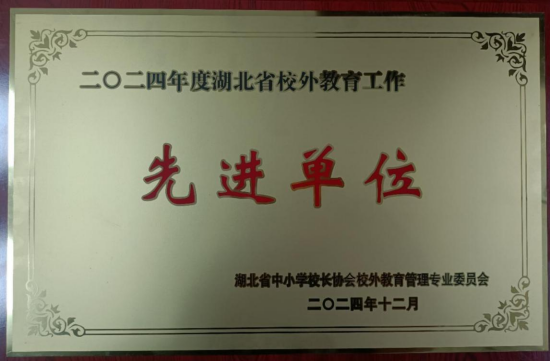 二〇二四年度湖北省校外教育工作
先进单位
湖北省中小学校长协会校外教育管理专业委员会
二〇二四年十二月